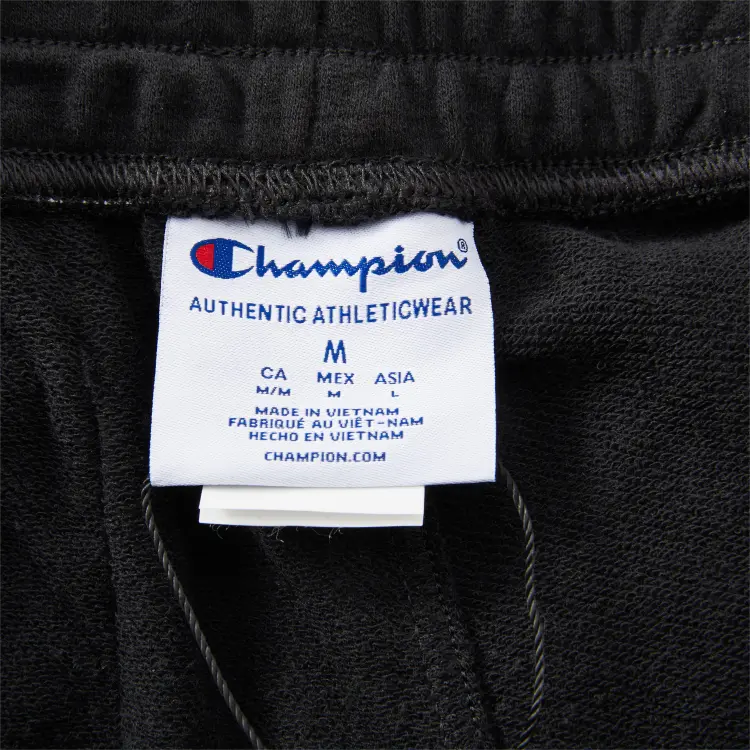 Champion®
AUTHENTIC ATHLETICWEAR
M
CA MEX ASIA
M/M M L
MADE IN VIETNAM
FABRIQUÉ AU VIÊT-NAM
HECHO EN VIETNAM
CHAMPION.COM